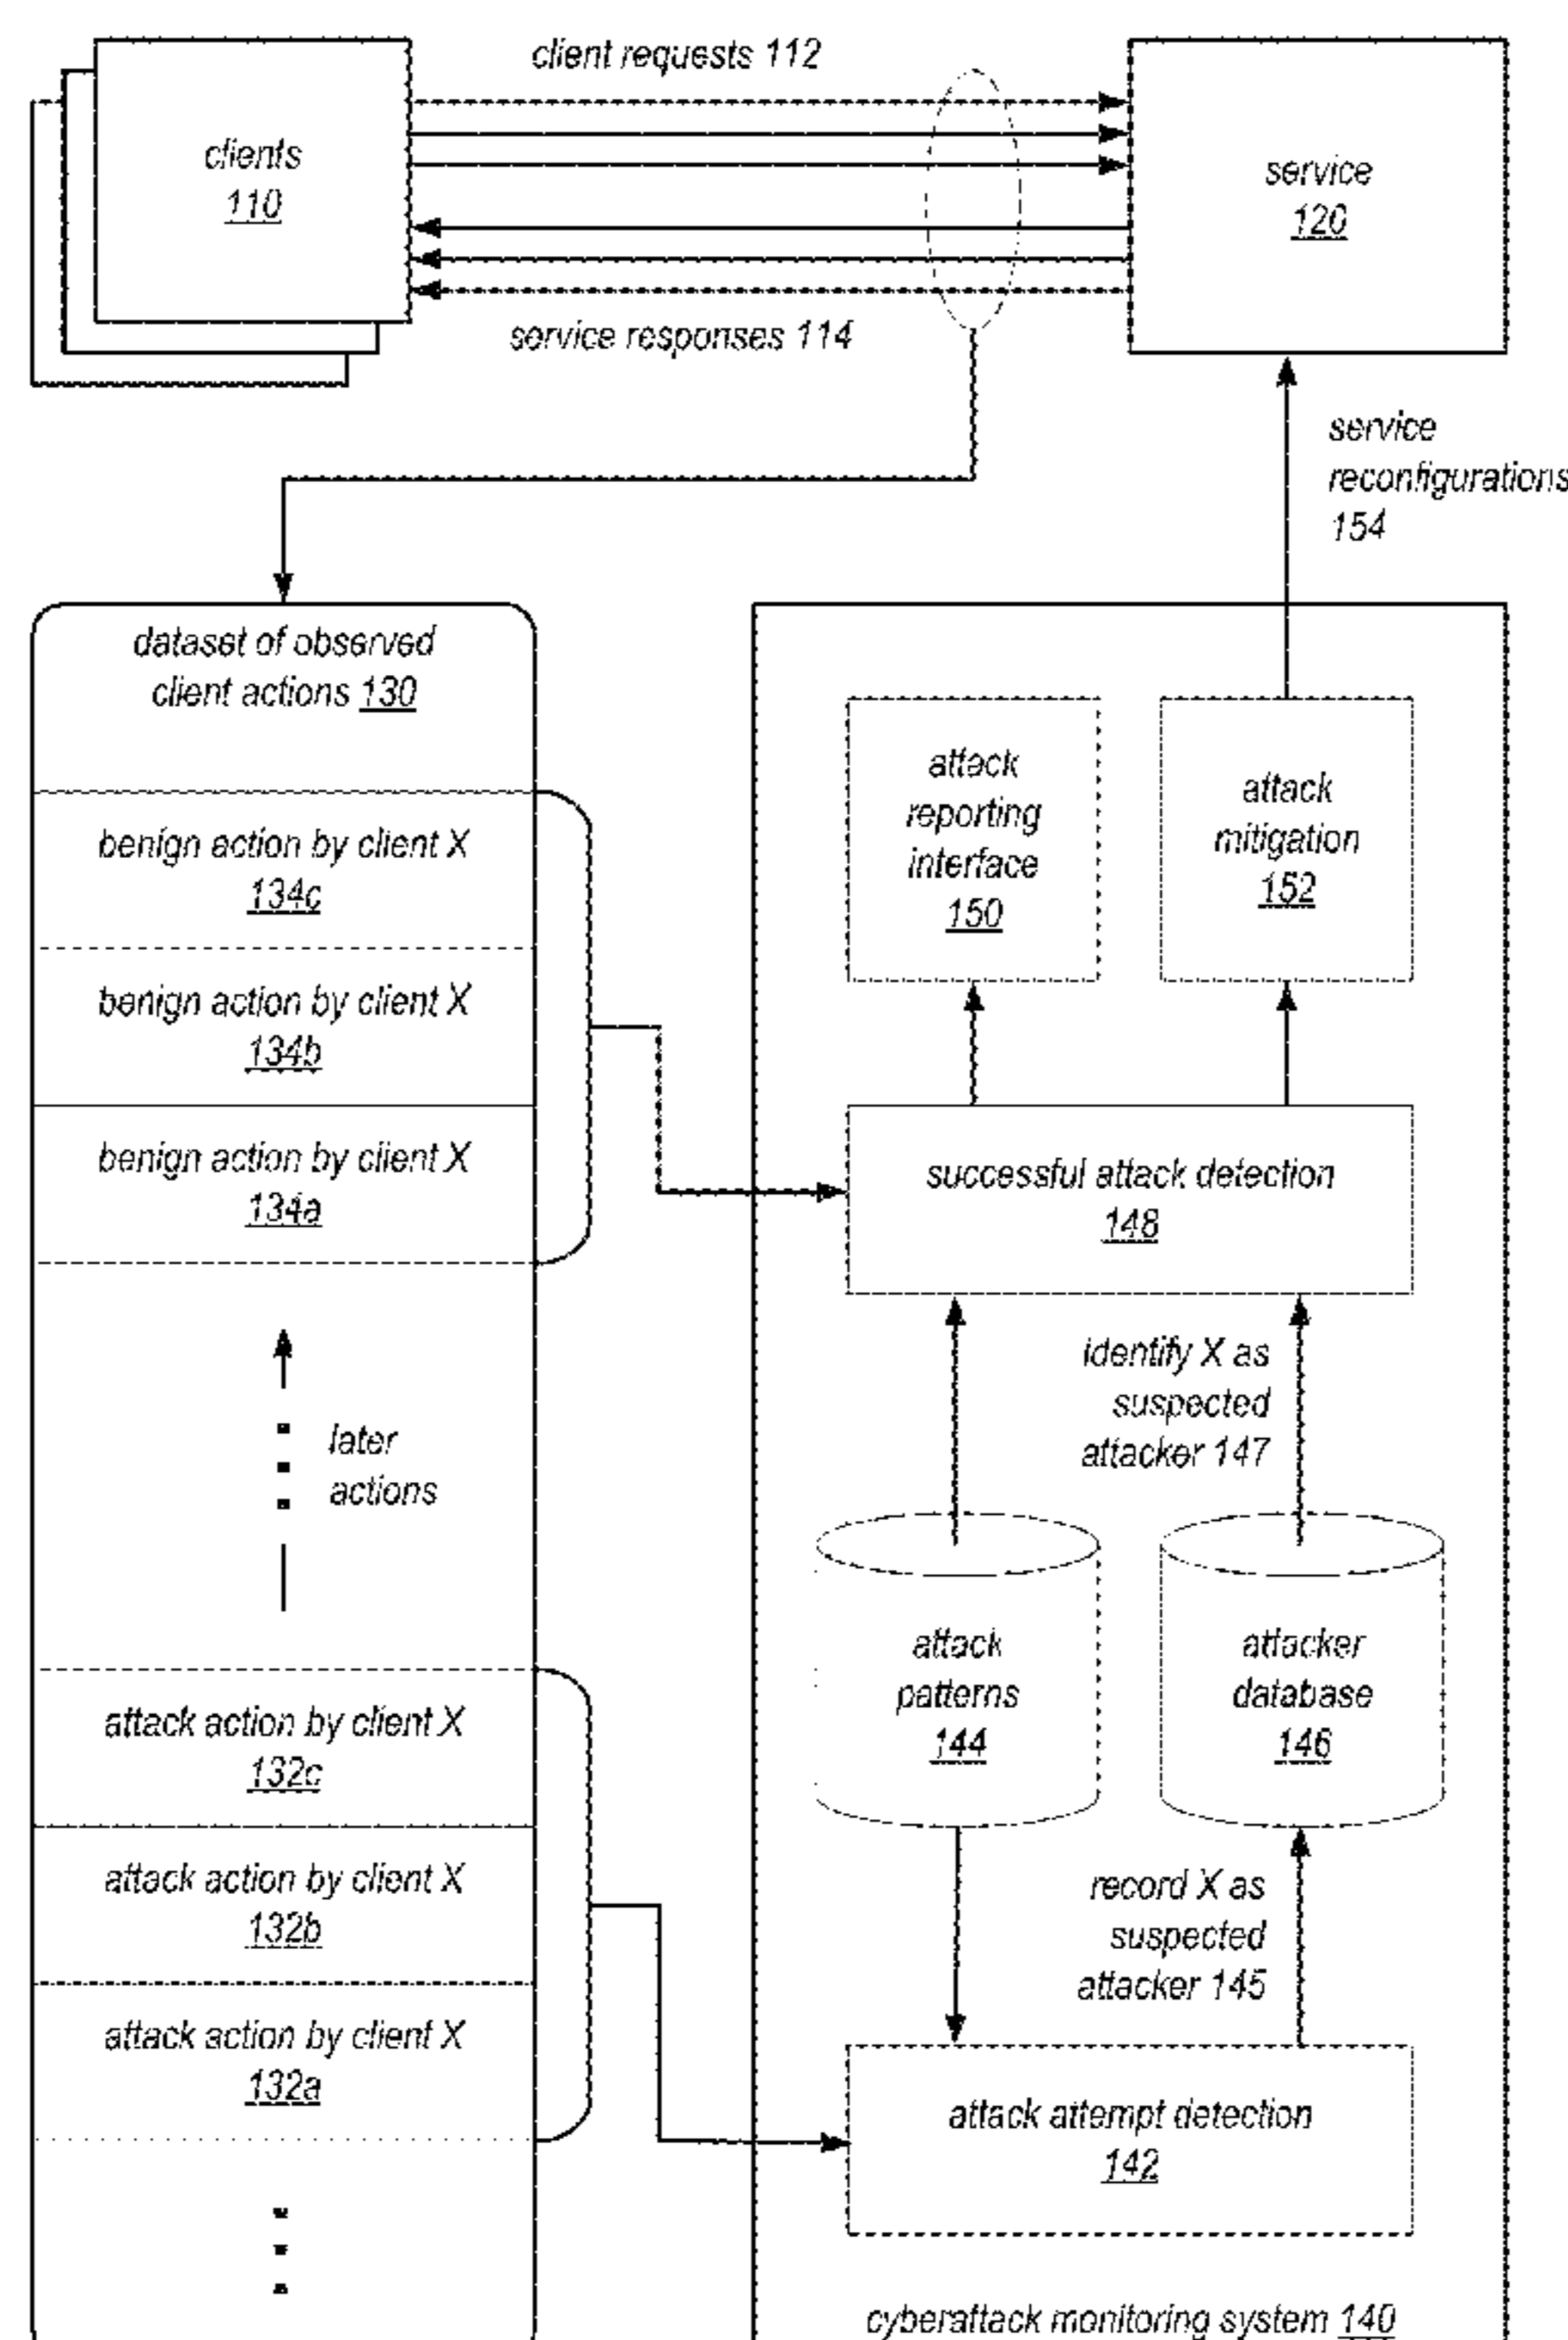 client requests 112
clients
110
service
120
service responses 114
service
reconfigurations
154
dataset of observed
client actions 130
benign action by client X
134c
benign action by client X
134b
benign action by client X
134a
later
actions
attack action by client X
132c
attack action by client X
132b
attack action by client X
132a
attack
reporting
interface
150
attack
mitigation
152
successful attack detection
148
identify X as
suspected
attacker 147
attack
patterns
144
attacker
database
146
record X as
suspected
attacker 145
attack attempt detection
142
cyberattack monitoring system 140